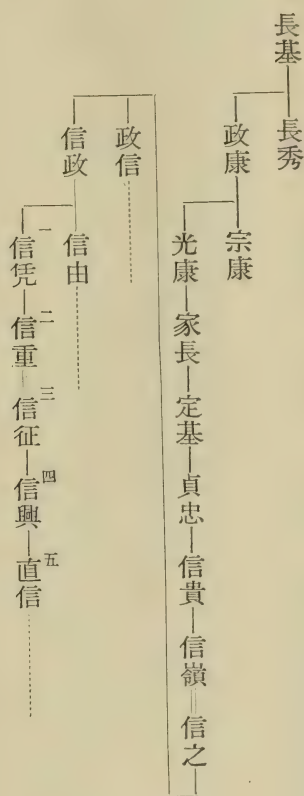 長基
長秀
政康
宗康
光康
家長
定基
貞忠
信貴
信嶺
信之
政信
信政
信由
一
信凭
二
信重
三
信征
四
信興
五
直信